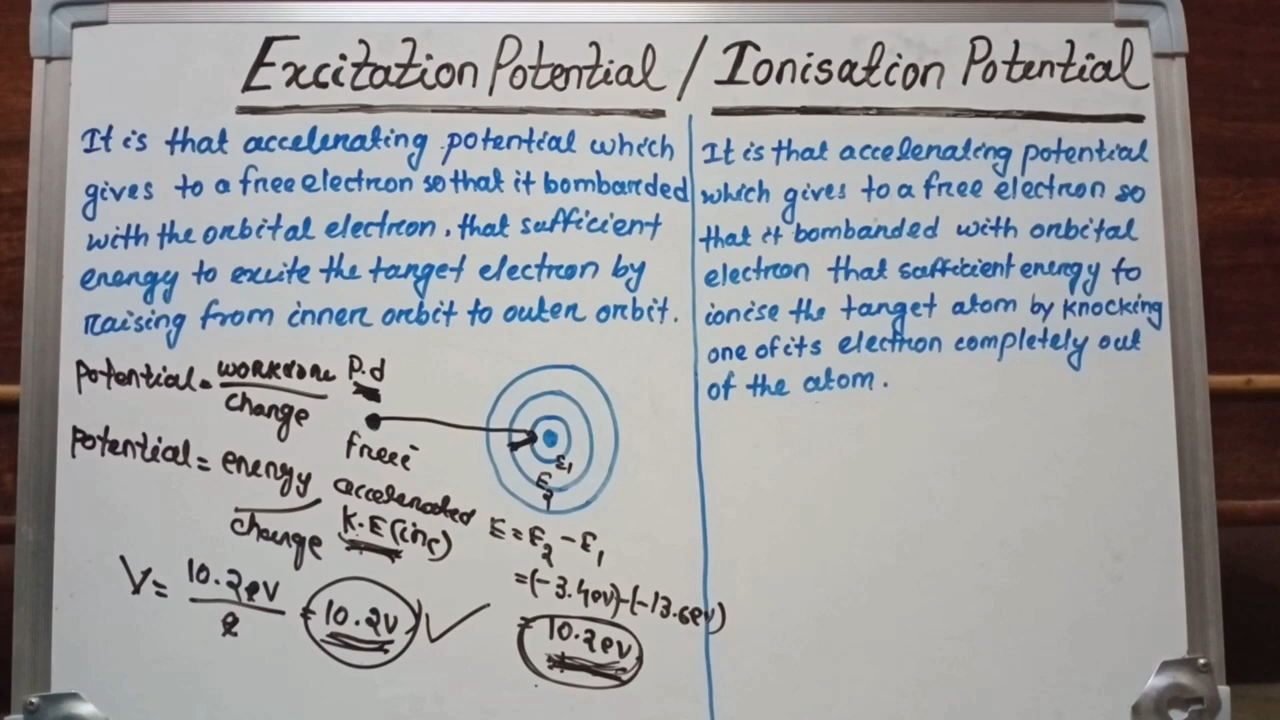 Excitation Potential / Ionisation Potential
It is that accelerating potential which
gives to a free electron so that it bombarded
with the orbital electron, that sufficient
energy to excite the target electron by
raising from inner orbit to outer orbit.
potential = workdone
change
P.d
free e-
potential = energy
change
accelerated
K.E (inc)
V = 10.2eV
e
= 10.2V
E1
E2
E = E2 - E1
= (-3.4ev) - (-13.6ev)
= 10.2ev
It is that accelerating potential
which gives to a free electron so
that it bombarded with orbital
electron that sufficient energy to
ionise the target atom by knocking
one of its electron completely out
of the atom.